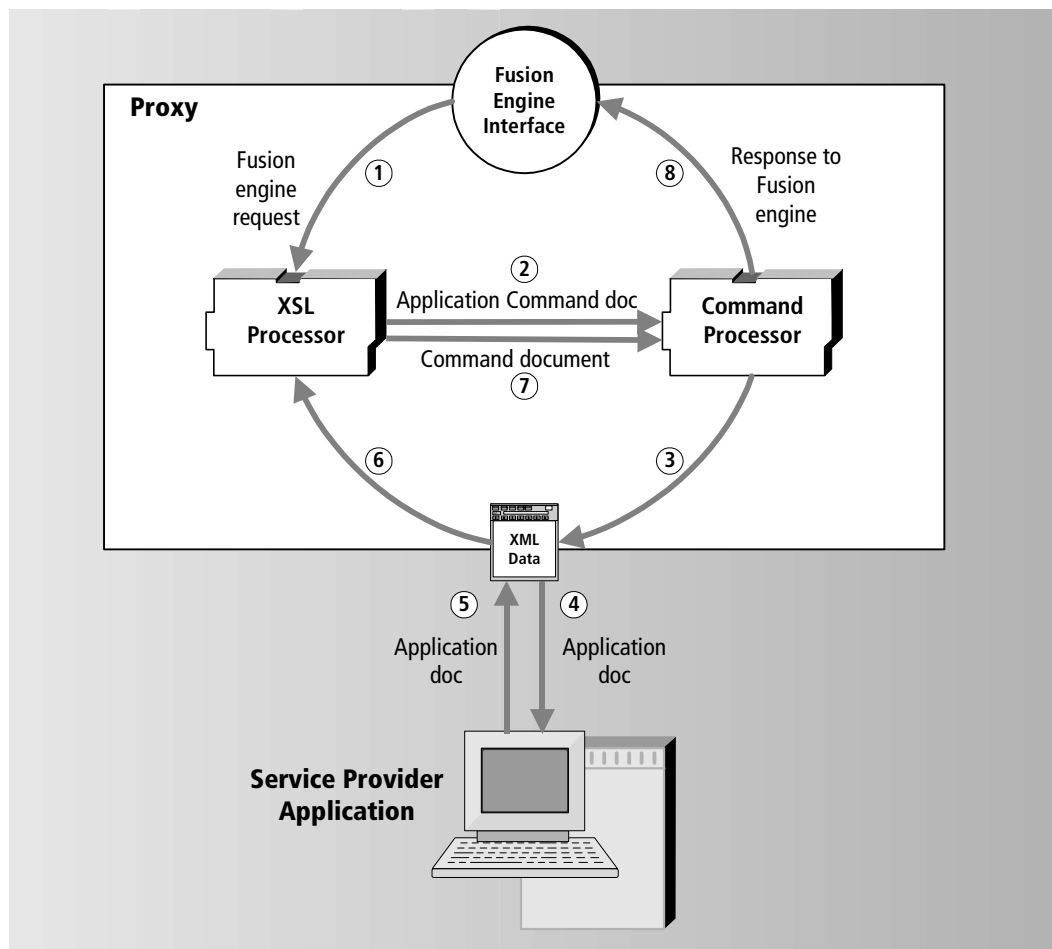 Fusion
Engine
Interface
Proxy
Fusion
engine
request
1
8
Response to
Fusion
engine
2
XSL
Processor
Application Command doc
Command
Processor
Command document
7
6
3
XML
Data
5
4
Application
doc
Application
doc
Service Provider
Application